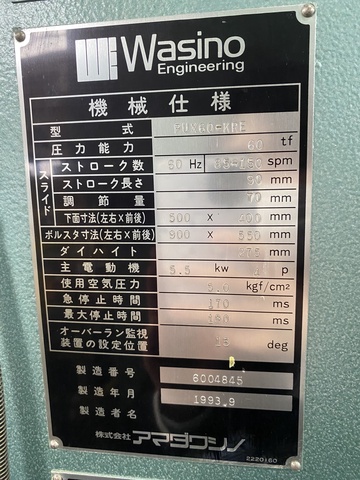 Wasino
Engineering
機械仕様
型式
圧力能力 60 tf
スライド
ストローク数 60 Hz spm
ストローク長さ mm
調節量 70 mm
下面寸法(左右×前後) 500 × mm
ボルスタ寸法(左右×前後) 900 × 550 mm
ダイハイト mm
主電動機 5.5 kw p
使用空気圧力 kgf/cm2
急停止時間 170 ms
最大停止時間 ms
オーバーラン監視
装置の設定位置 15 deg
製造番号 6004845
製造年月 1993.9
製造者名
株式会社 アマダワシノ
2220160